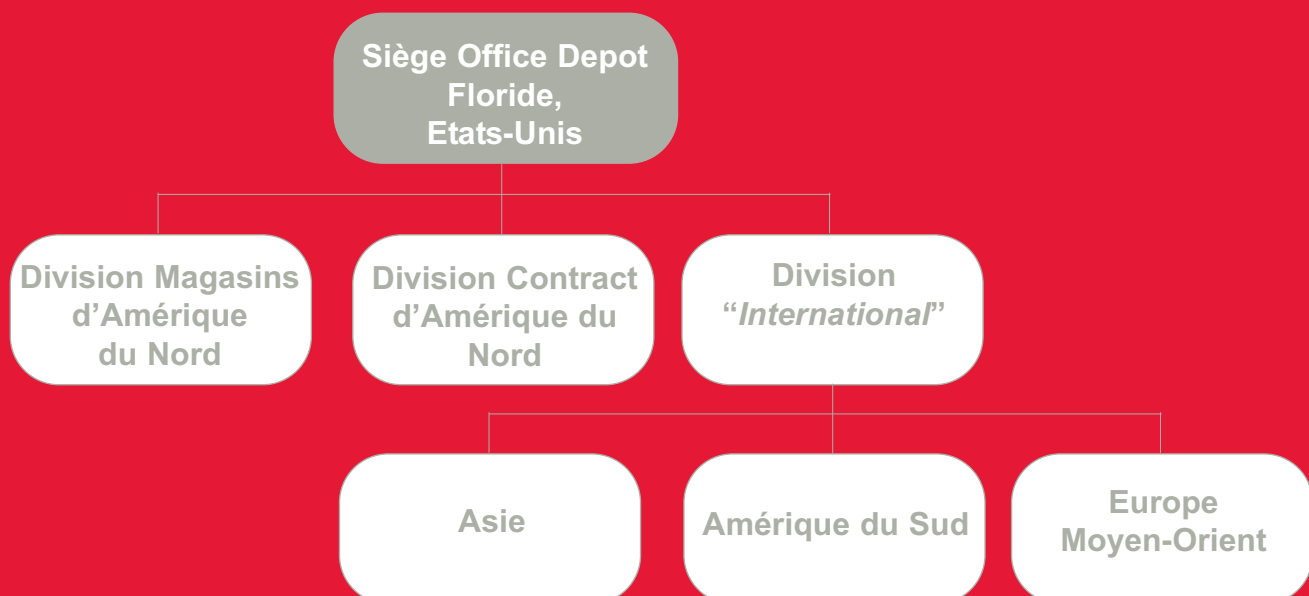 Siège Office Depot
Floride,
Etats-Unis
Division Magasins
d’Amérique
du Nord
Division Contract
d’Amérique du
Nord
Division
“International”
Asie
Amérique du Sud
Europe
Moyen-Orient